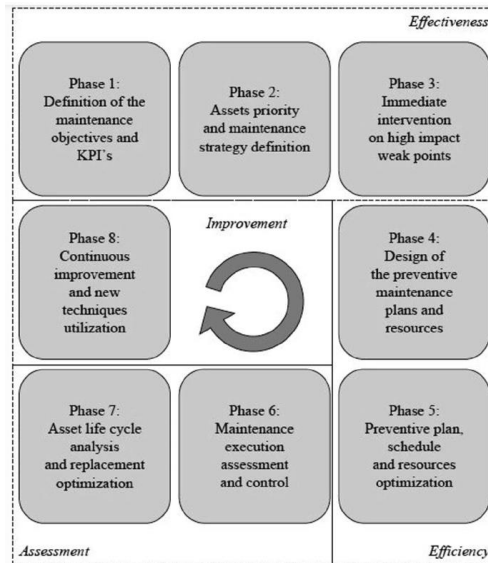 Effectiveness
Phase 1:
Definition of the
maintenance
objectives and
KPI's
Phase 2:
Assets priority
and maintenance
strategy definition
Phase 3:
Immediate
intervention
on high impact
weak points
Phase 8:
Continuous
improvement
and new
techniques
utilization
Improvement
Phase 4:
Design of
the preventive
maintenance
plans and
resources
Phase 7:
Asset life cycle
analysis
and replacement
optimization
Phase 6:
Maintenance
execution
assessment
and control
Phase 5:
Preventive plan,
schedule
and resources
optimization
Assessment
Efficiency